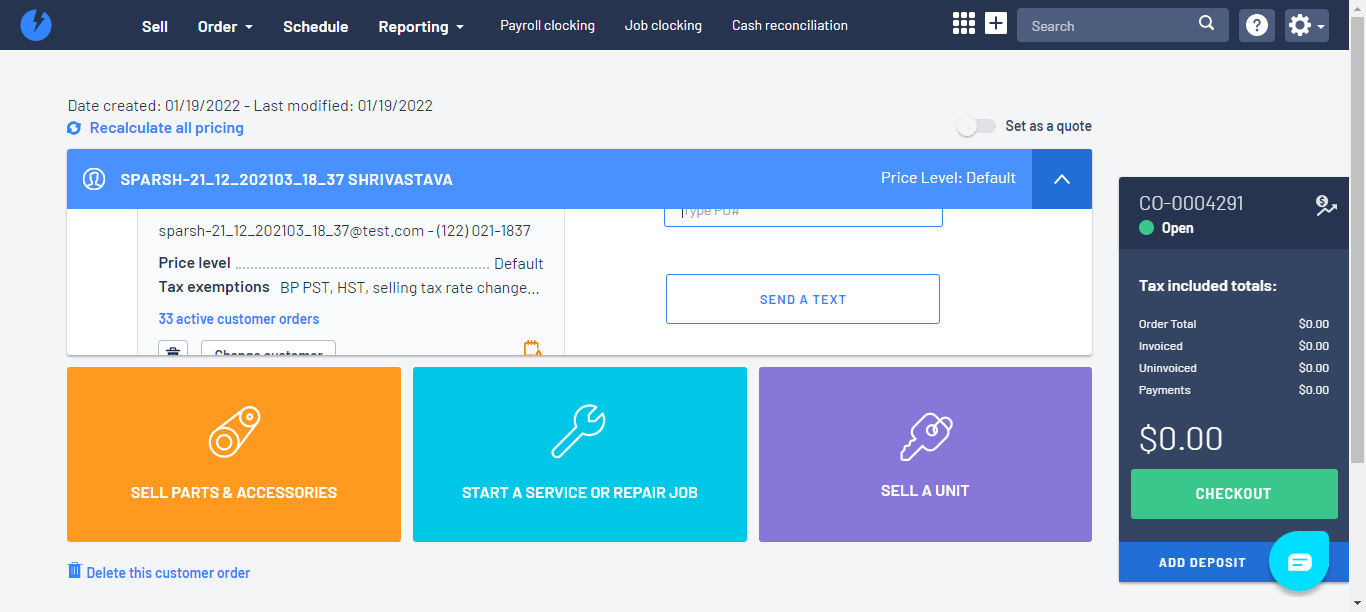 Sell
Order
Schedule
Reporting
Payroll clocking
Job clocking
Cash reconciliation
Search
Date created: 01/19/2022 - Last modified: 01/19/2022
Recalculate all pricing
Set as a quote
SPARSH-21_12_202103_18_37 SHRIVASTAVA
Price Level: Default
Type PO#
sparsh-21_12_202103_18_37@test.com - (122) 021-1837
Price level Default
Tax exemptions BP PST, HST, selling tax rate change...
33 active customer orders
Change customer
SEND A TEXT
SELL PARTS & ACCESSORIES
START A SERVICE OR REPAIR JOB
SELL A UNIT
Delete this customer order
CO-0004291
Open
Tax included totals:
Order Total $0.00
Invoiced $0.00
Uninvoiced $0.00
Payments $0.00
$0.00
CHECKOUT
ADD DEPOSIT